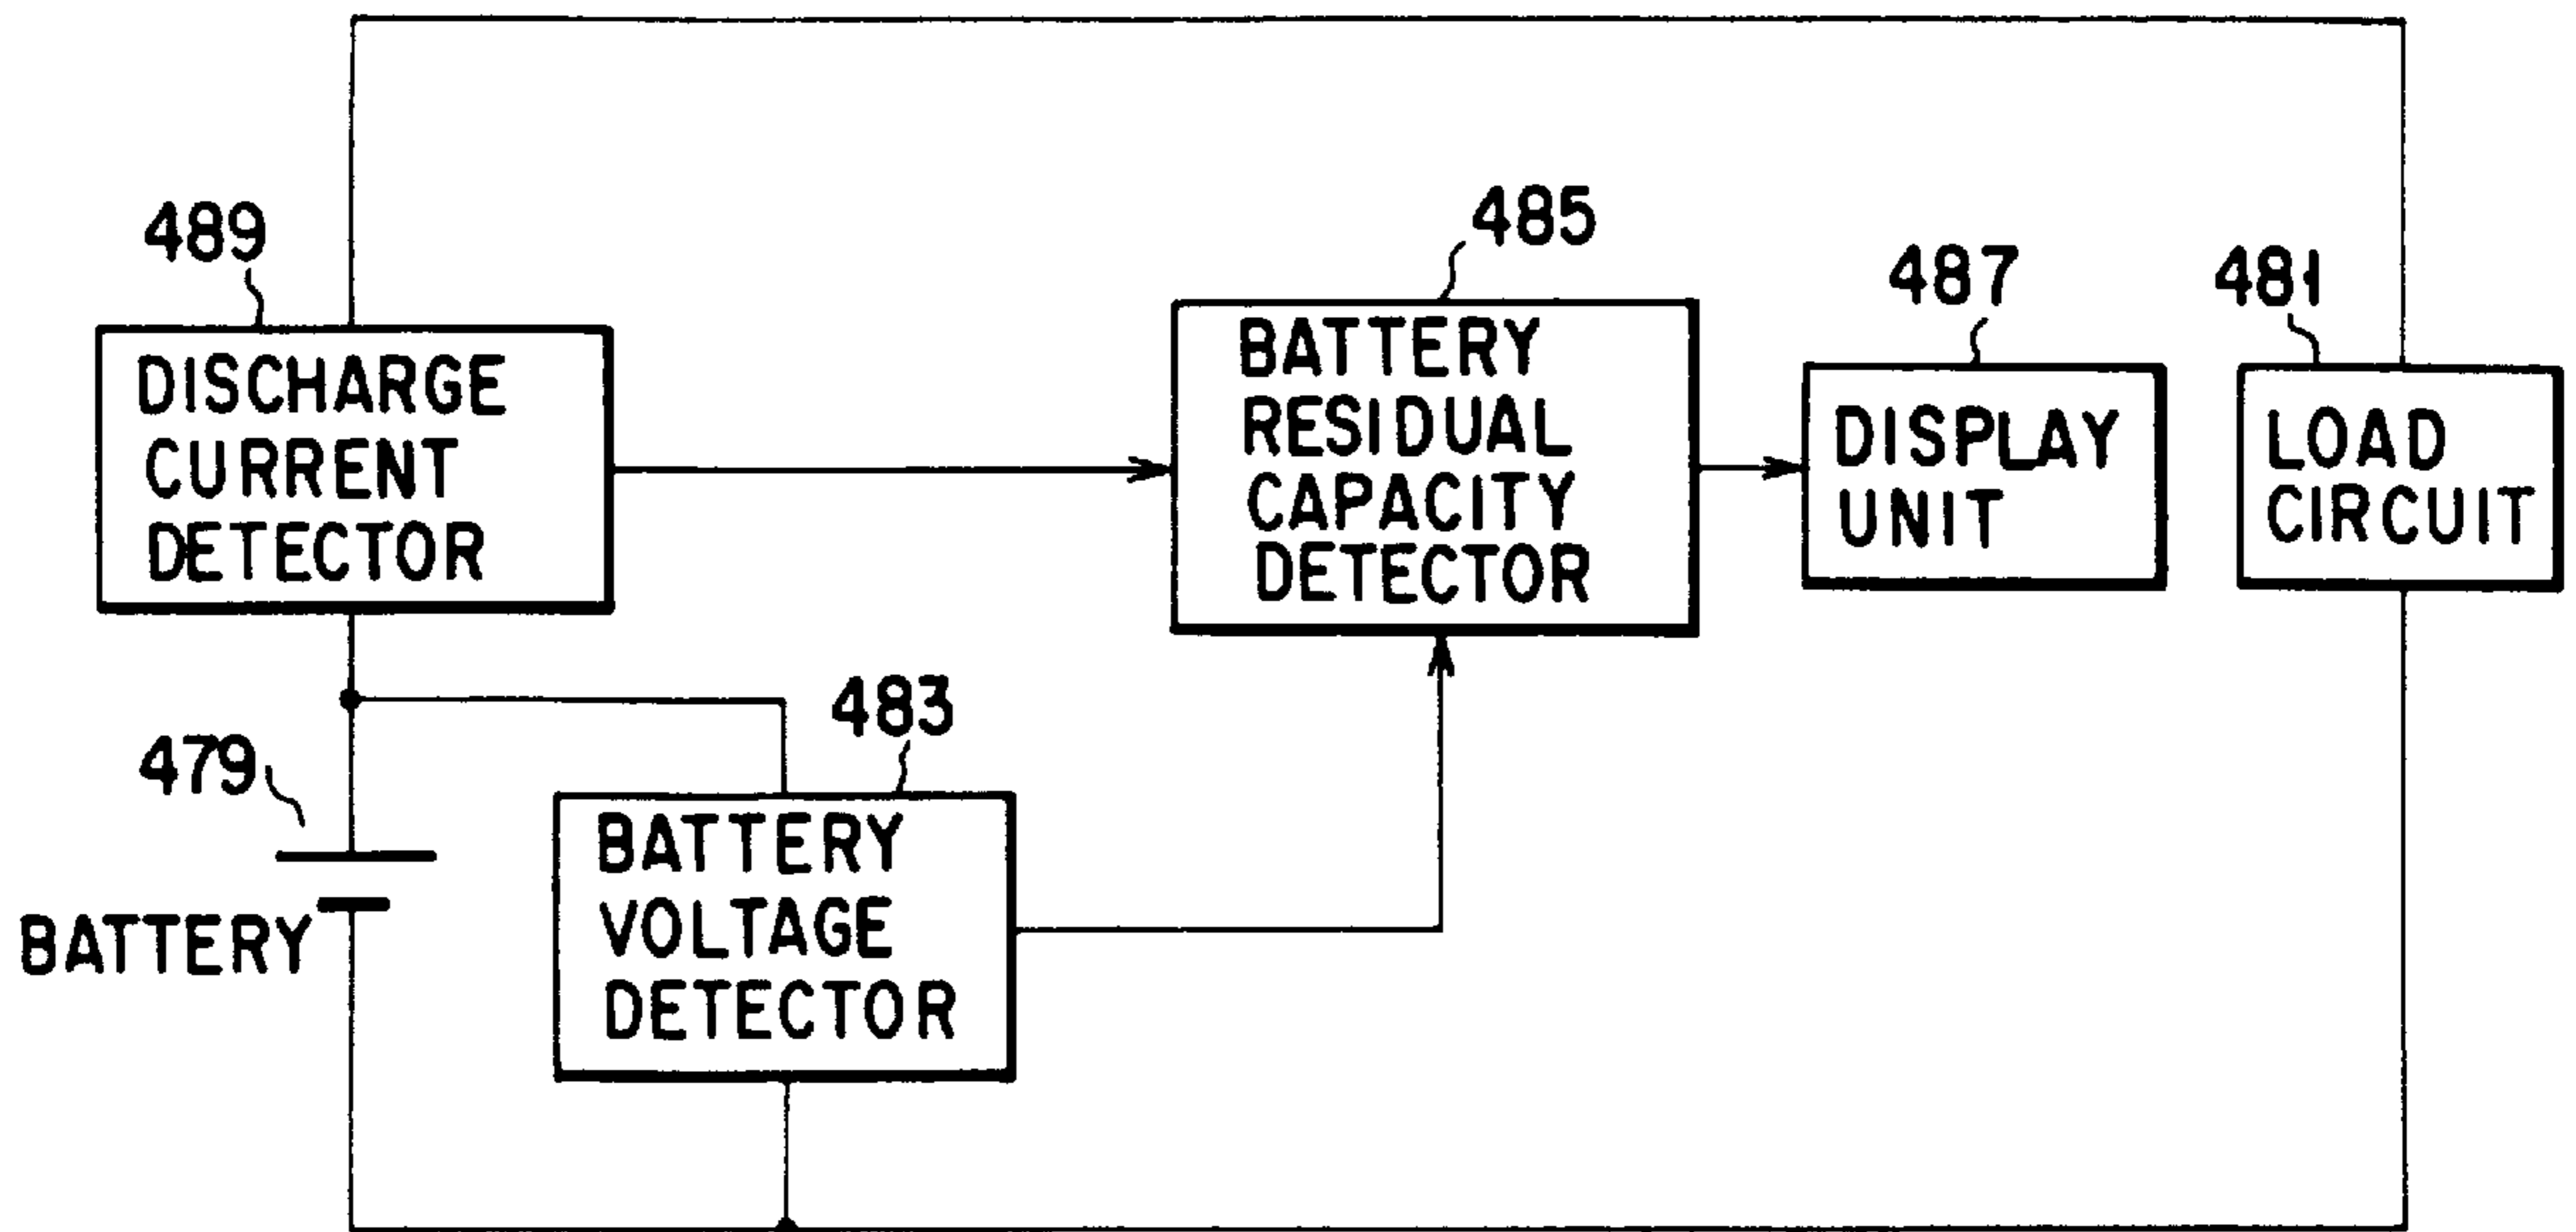 489
DISCHARGE
CURRENT
DETECTOR
485
BATTERY
RESIDUAL
CAPACITY
DETECTOR
487
DISPLAY
UNIT
481
LOAD
CIRCUIT
479
BATTERY
483
BATTERY
VOLTAGE
DETECTOR